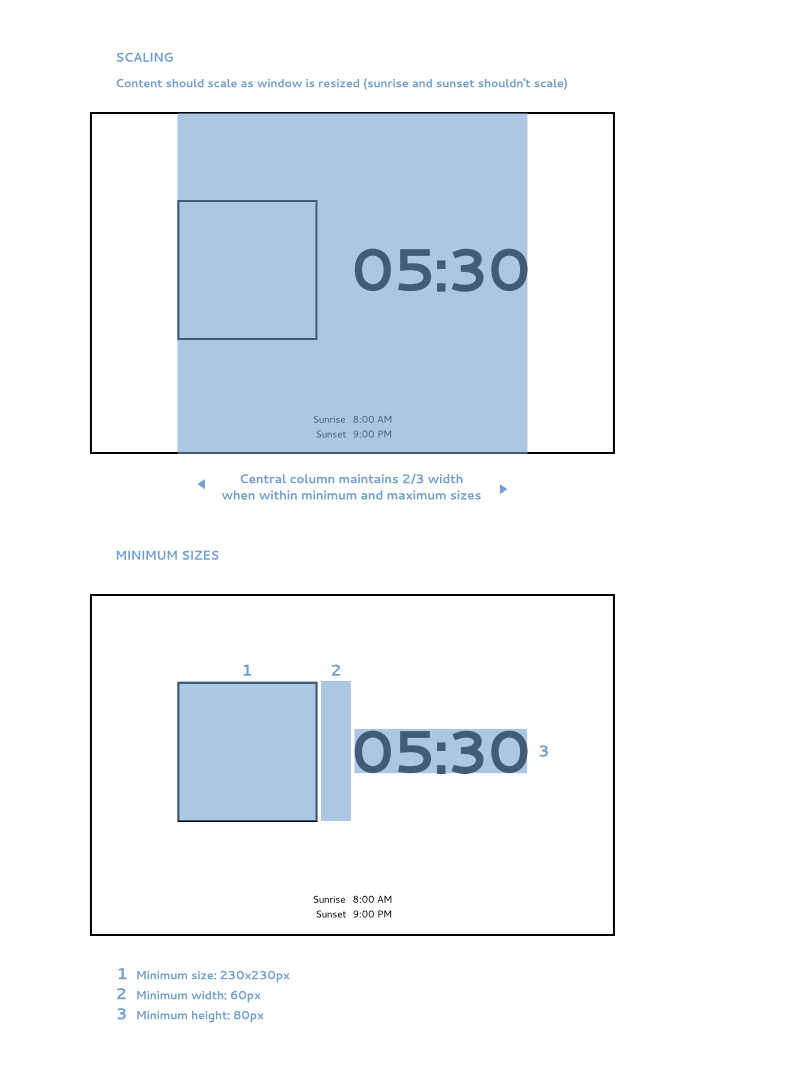 SCALING
Content should scale as window is resized (sunrise and sunset shouldn't scale)
05:30
Sunrise 8:00 AM
Sunset 9:00 PM
Central column maintains 2/3 width
when within minimum and maximum sizes
MINIMUM SIZES
1 2
05:30 3
Sunrise 8:00 AM
Sunset 9:00 PM
1 Minimum size: 230x230px
2 Minimum width: 60px
3 Minimum height: 80px